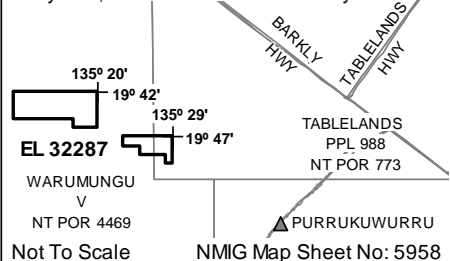 BARKLY
HWY
TABLELANDS
HWY
135º 20'
19º 42'
135º 29'
19º 47'
EL 32287
TABLELANDS
PPL 988
NT POR 773
WARUMUNGU
V
NT POR 4469
PURRUKUWURRU
Not To Scale
NMIG Map Sheet No: 5958